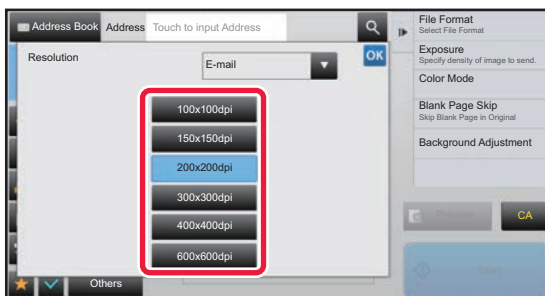 Address Book Address Touch to input Address
Resolution
E-mail
OK
100x100dpi
150x150dpi
200x200dpi
300x300dpi
400x400dpi
600x600dpi
Others
File Format
Select File Format
Exposure
Specify density of image to send.
Color Mode
Blank Page Skip
Skip Blank Page in Original
Background Adjustment
Preview
CA
Start